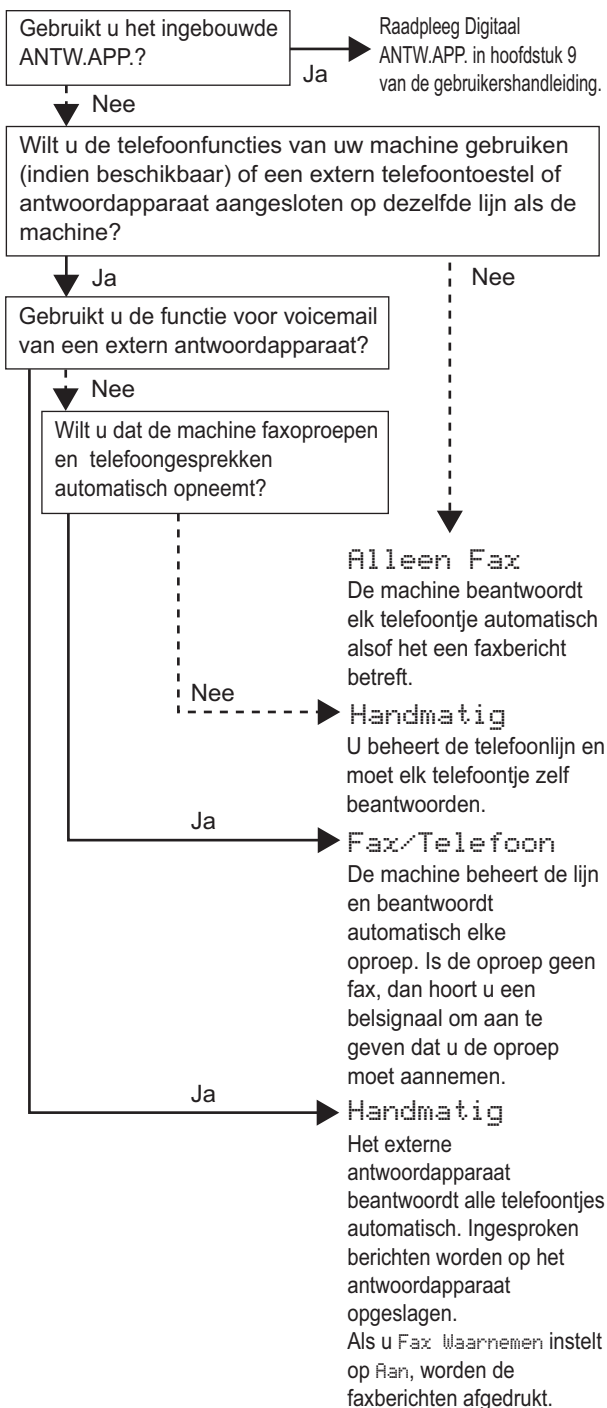 Gebruikt u het ingebouwde
ANTW.APP.?
Ja
Raadpleeg Digitaal
ANTW.APP. in hoofdstuk 9
van de gebruikershandleiding.
Nee
Wilt u de telefoonfuncties van uw machine gebruiken
(indien beschikbaar) of een extern telefoontoestel of
antwoordapparaat aangesloten op dezelfde lijn als de
machine?
Ja
Nee
Gebruikt u de functie voor voicemail
van een extern antwoordapparaat?
Nee
Wilt u dat de machine faxoproepen
en telefoongesprekken
automatisch opneemt?
Alleen Fax
De machine beantwoordt
elk telefoontje automatisch
alsof het een faxbericht
betreft.
Nee
Handmatig
U beheert de telefoonlijn en
moet elk telefoontje zelf
beantwoorden.
Ja
Fax/Telefoon
De machine beheert de lijn
en beantwoordt
automatisch elke
oproep. Is de oproep geen
fax, dan hoort u een
belsignaal om aan te
geven dat u de oproep
moet aannemen.
Ja
Handmatig
Het externe
antwoordapparaat
beantwoordt alle telefoontjes
automatisch. Ingesproken
berichten worden op het
antwoordapparaat
opgeslagen.
Als u Fax Waarnemen instelt
op Aan, worden de
faxberichten afgedrukt.